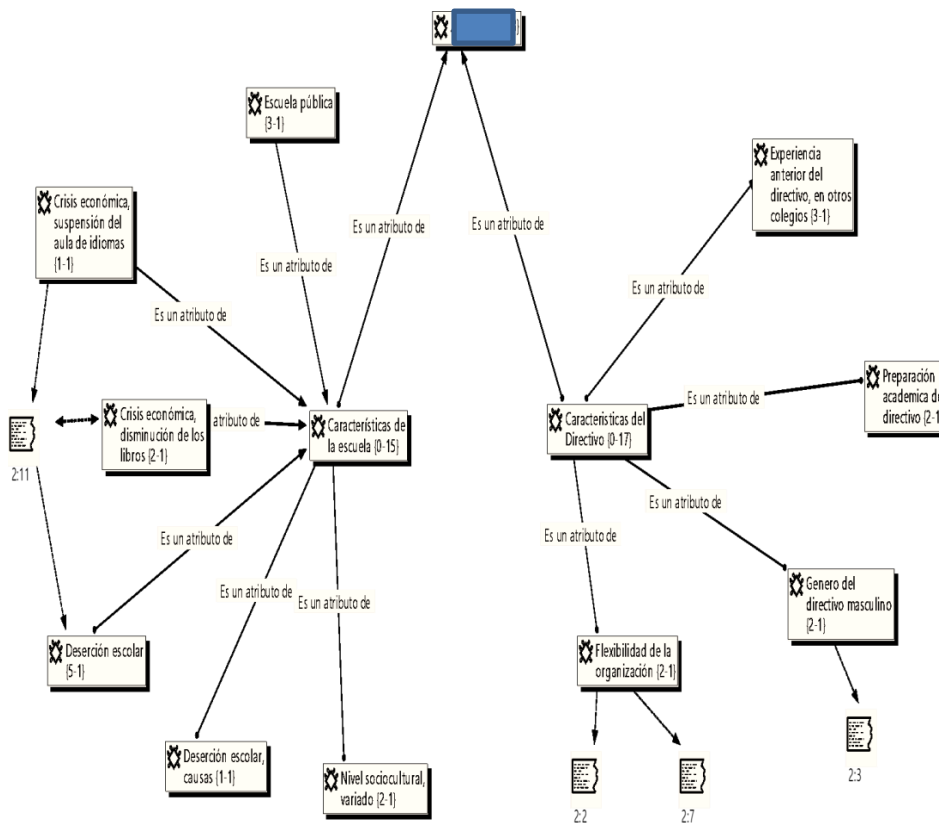 Escuela pública
{3-1}
Experiencia
anterior del
directivo, en otros
colegios {3-1}
Crisis económica,
suspensión del
aula de idiomas
{1-1}
Es un atributo de
Es un atributo de
Es un atributo de
Es un atributo de
Es un atributo de
Preparación
academica de
directivo {2-1
Es un atributo de
Crisis económica,
disminución de los
libros {2-1}
atributo de
Características de
la escuela {0-15}
Caracteristicas del
Directivo {0-17}
2:11
Es un atributo de
Es un atributo de
Es un atributo de
Es un atributo de
Es un atributo de
Genero del
directivo masculino
{2-1}
Deserción escolar
{5-1}
Flexibilidad de la
organización {2-1}
Deserción escolar,
causas {1-1}
Nivel sociocultural,
variado {2-1}
2:2
2:7
2:3